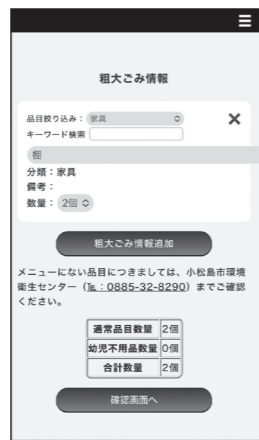 粗大ごみ情報
品目絞り込み： 家具
キーワード検索
棚
分類：家具
備考：
数量： 2個
粗大ごみ情報追加
メニューにない品目につきましては、小松島市環境
衛生センター（℡：0885-32-8290）までご確認
ください。
通常品目数量 2個
幼児不用品数量 0個
合計数量 2個
確認画面へ